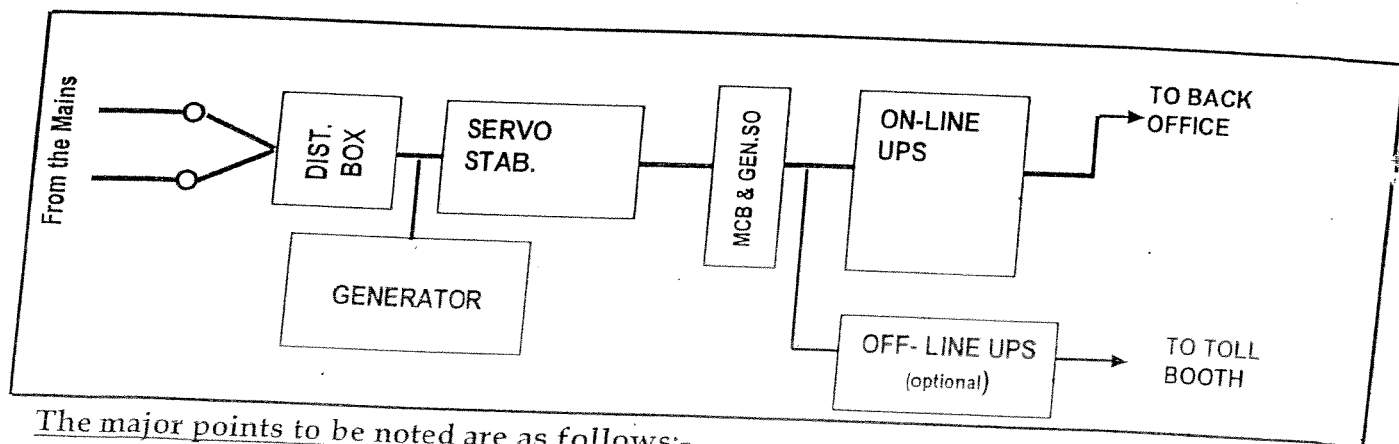 From the Mains
DIST.
BOX
SERVO
STAB.
GENERATOR
MCB & GEN.SO
ON-LINE
UPS
TO BACK
OFFICE
OFF- LINE UPS
(optional)
TO TOLL
BOOTH
The major points to be noted are as follows:-